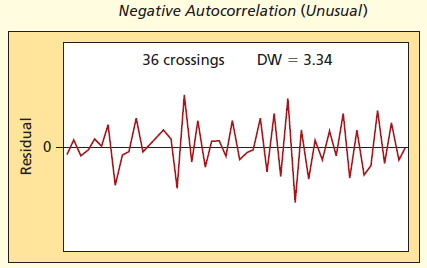 Negative Autocorrelation (Unusual)
36 crossings DW = 3.34
Residual
0